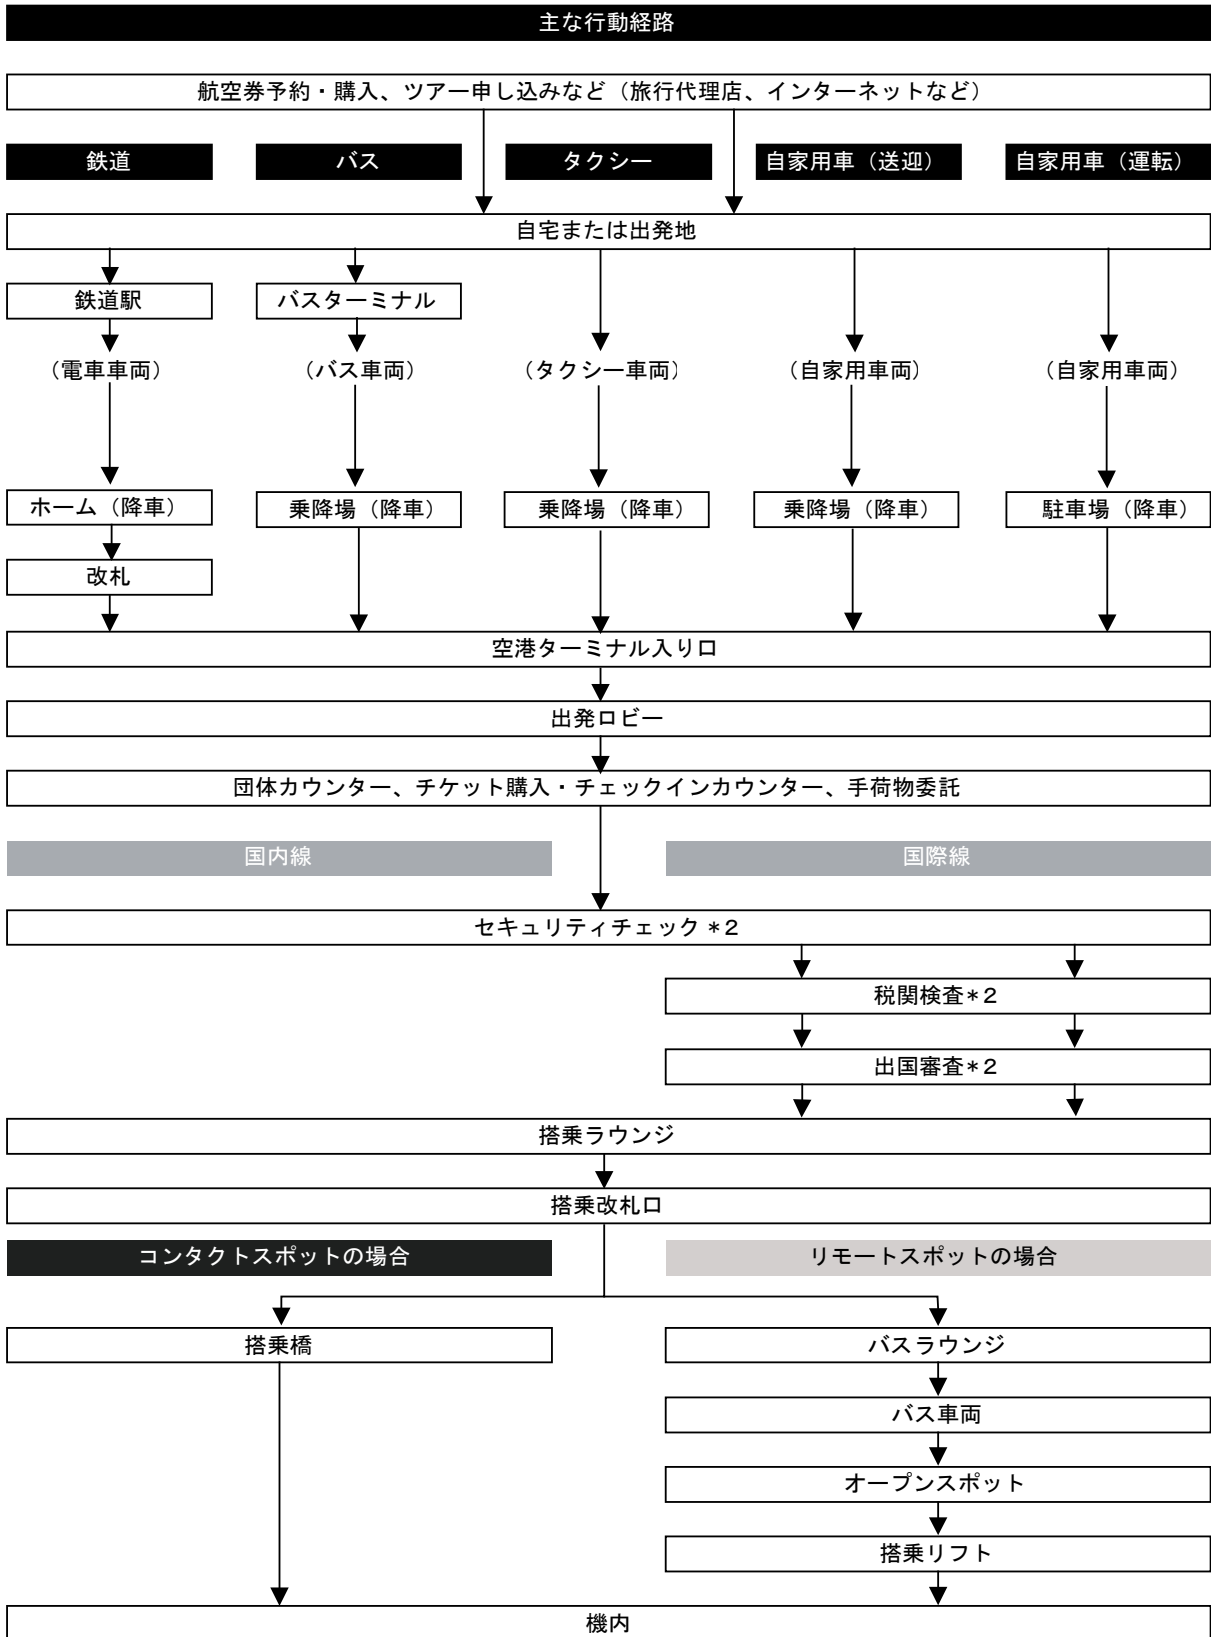 主な行動経路
航空券予約・購入、ツアー申し込みなど（旅行代理店、インターネットなど）
鉄道
バス
タクシー
自家用車（送迎）
自家用車（運転）
自宅または出発地
鉄道駅
バスターミナル
（電車車両）
（バス車両）
（タクシー車両）
（自家用車両）
（自家用車両）
ホーム（降車）
乗降場（降車）
乗降場（降車）
乗降場（降車）
駐車場（降車）
改札
空港ターミナル入り口
出発ロビー
団体カウンター、チケット購入・チェックインカウンター、手荷物委託
国内線
国際線
セキュリティチェック＊2
税関検査＊2
出国審査＊2
搭乗ラウンジ
搭乗改札口
コンタクトスポットの場合
リモートスポットの場合
搭乗橋
バスラウンジ
バス車両
オープンスポット
搭乗リフト
機内